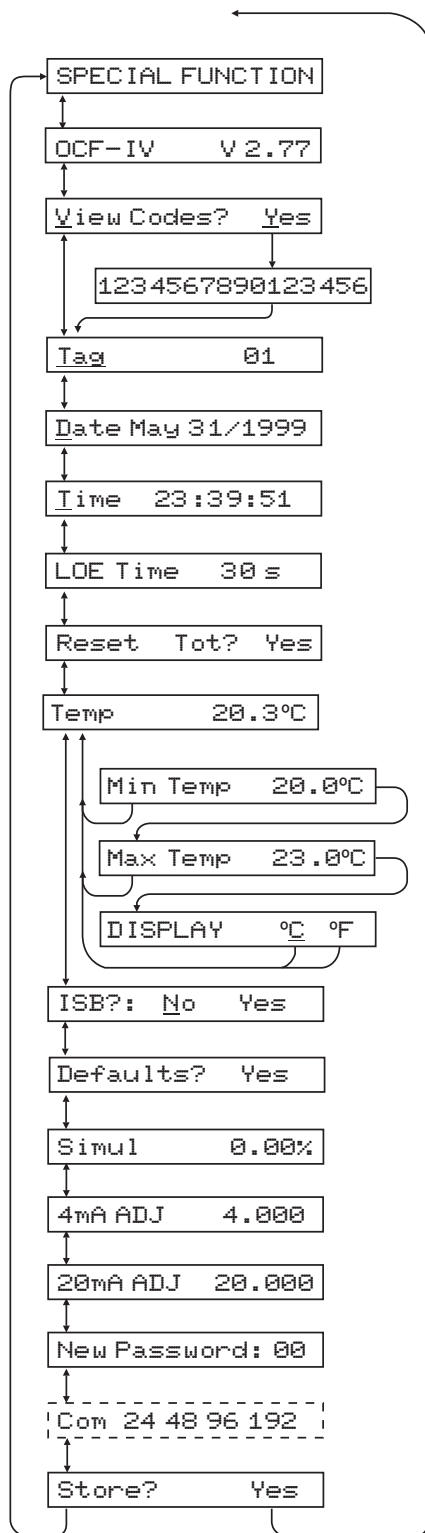 SPECIAL FUNCTION
OCF-IV V 2.77
View Codes? Yes
1234567890123456
Tag 01
Date May 31/1999
Time 23:39:51
LOE Time 30 s
Reset Tot? Yes
Temp 20.3ºC
Min Temp 20.0ºC
Max Temp 23.0ºC
DISPLAY ºC ºF
ISB?: No Yes
Defaults? Yes
Simul 0.00%
4mA ADJ 4.000
20mA ADJ 20.000
New Password: 00
Com 24 48 96 192
Store? Yes